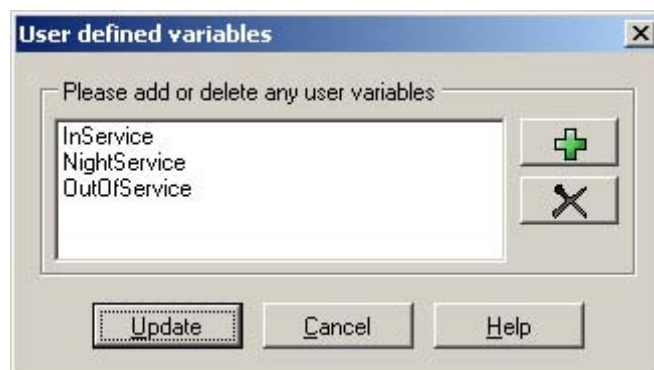 User defined variables
Please add or delete any user variables
InService
NightService
OutOfService
Update
Cancel
Help